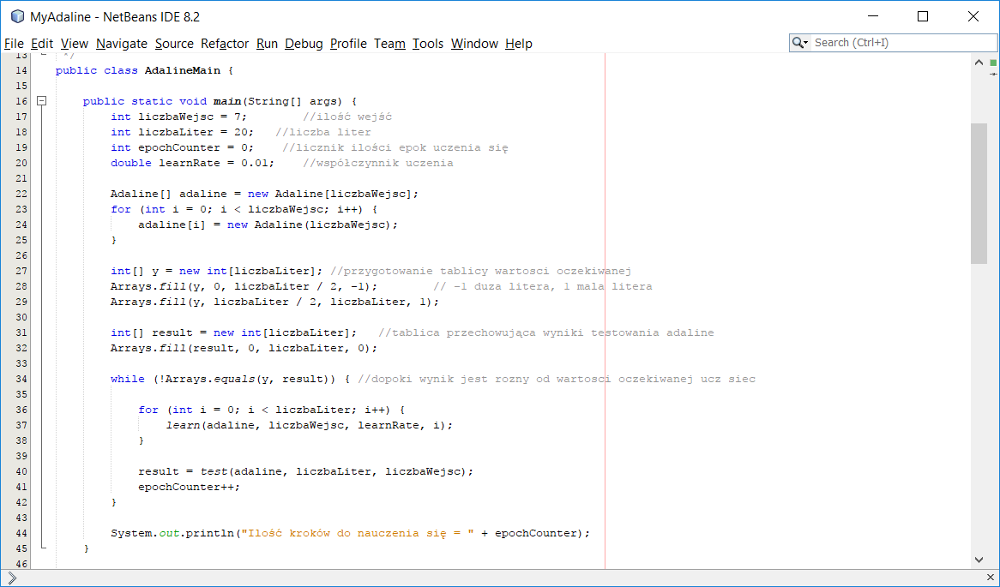 MyAdaline - NetBeans IDE 8.2
File Edit View Navigate Source Refactor Run Debug Profile Team Tools Window Help
Search (Ctrl+I)
13 */
14 public class AdalineMain {
15
16 public static void main(String[] args) {
17 int liczbaWejsc = 7; //ilość wejść
18 int liczbaLiter = 20; //liczba liter
19 int epochCounter = 0; //licznik ilości epok uczenia się
20 double learnRate = 0.01; //współczynnik uczenia
21
22 Adaline[] adaline = new Adaline[liczbaWejsc];
23 for (int i = 0; i < liczbaWejsc; i++) {
24 adaline[i] = new Adaline(liczbaWejsc);
25 }
26
27 int[] y = new int[liczbaLiter]; //przygotowanie tablicy wartosci oczekiwanej
28 Arrays.fill(y, 0, liczbaLiter / 2, -1); // -1 duza litera, 1 mala litera
29 Arrays.fill(y, liczbaLiter / 2, liczbaLiter, 1);
30
31 int[] result = new int[liczbaLiter]; //tablica przechowująca wyniki testowania adaline
32 Arrays.fill(result, 0, liczbaLiter, 0);
33
34 while (!Arrays.equals(y, result)) { //dopoki wynik jest rozny od wartosci oczekiwanej ucz siec
35
36 for (int i = 0; i < liczbaLiter; i++) {
37 learn(adaline, liczbaWejsc, learnRate, i);
38 }
39
40 result = test(adaline, liczbaLiter, liczbaWejsc);
41 epochCounter++;
42 }
43
44 System.out.println("Ilość kroków do nauczenia się = " + epochCounter);
45 }
46